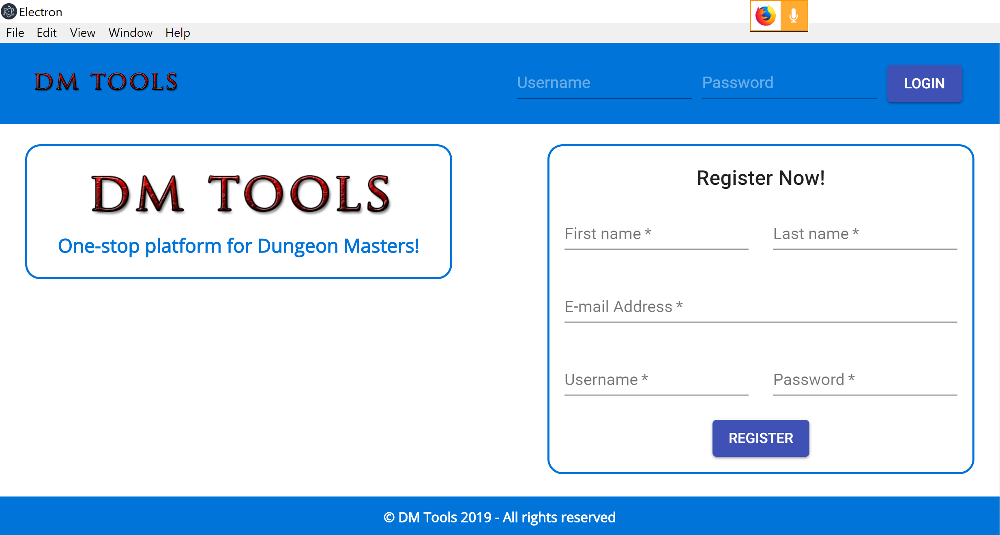 Electron
File Edit View Window Help
DM TOOLS
Username Password LOGIN
DM TOOLS
One-stop platform for Dungeon Masters!
Register Now!
First name * Last name *
E-mail Address *
Username * Password *
REGISTER
© DM Tools 2019 - All rights reserved